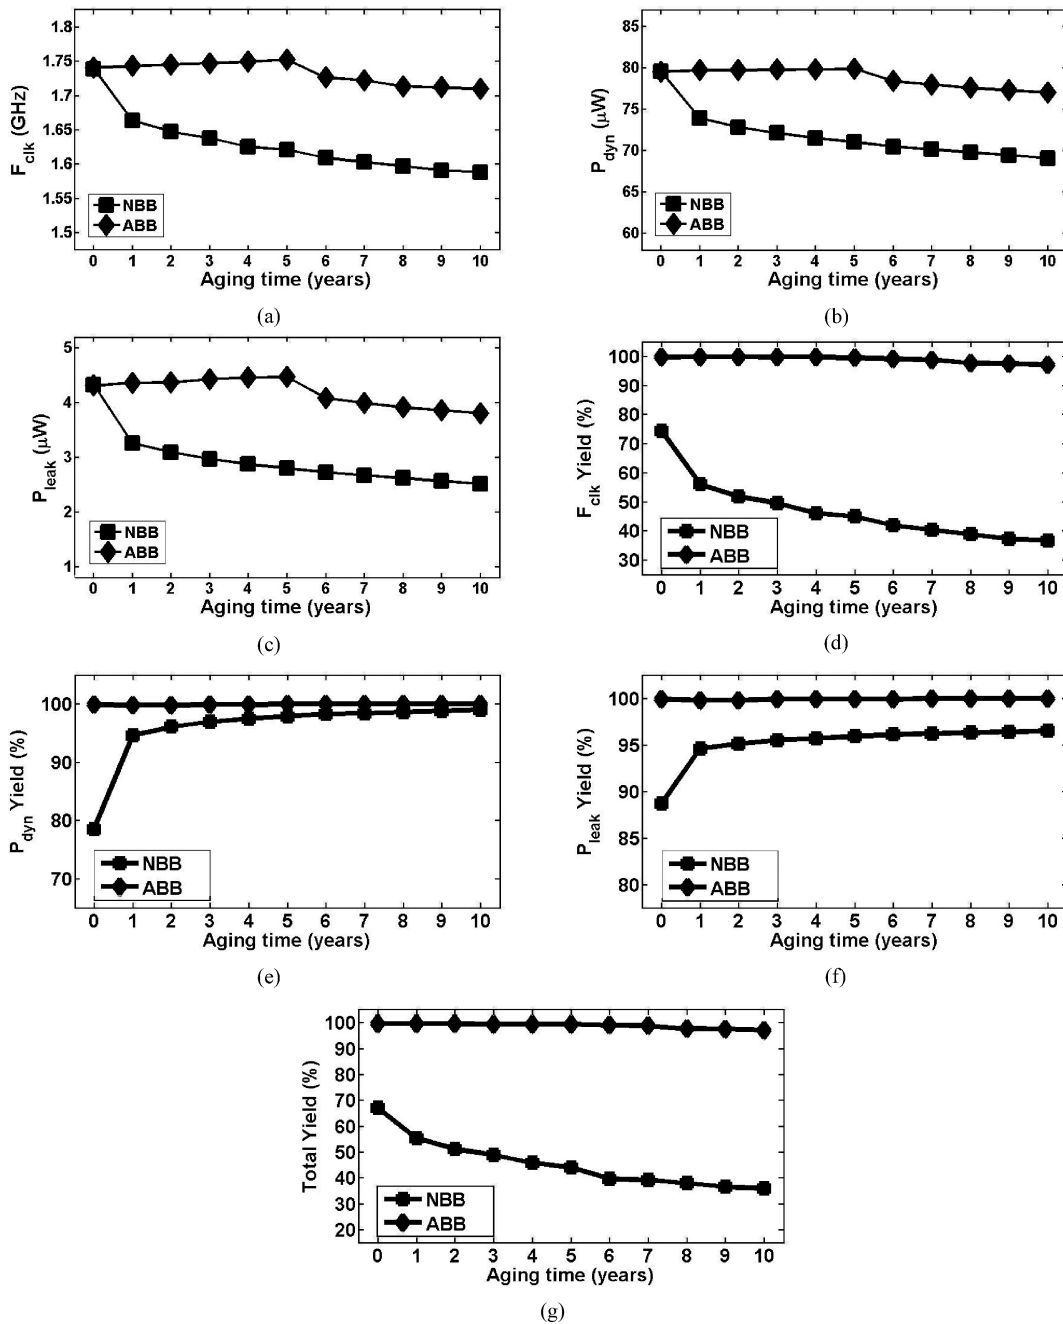 1.8
1.75
1.7
1.65
1.6
1.55
1.5
F_clk (GHz)
NBB
ABB
0 1 2 3 4 5 6 7 8 9 10
Aging time (years)
(a)
90
85
80
75
70
65
60
P_dyn (μW)
NBB
ABB
0 1 2 3 4 5 6 7 8 9 10
Aging time (years)
(b)
5
4
3
2
1
P_leak (μW)
NBB
ABB
0 1 2 3 4 5 6 7 8 9 10
Aging time (years)
(c)
100
90
80
70
60
50
40
30
F_clk Yield (%)
NBB
ABB
0 1 2 3 4 5 6 7 8 9 10
Aging time (years)
(d)
100
90
80
70
P_dyn Yield (%)
NBB
ABB
0 1 2 3 4 5 6 7 8 9 10
Aging time (years)
(e)
100
95
90
85
80
P_leak Yield (%)
NBB
ABB
0 1 2 3 4 5 6 7 8 9 10
Aging time (years)
(f)
100
90
80
70
60
50
40
30
20
Total Yield (%)
NBB
ABB
0 1 2 3 4 5 6 7 8 9 10
Aging time (years)
(g)